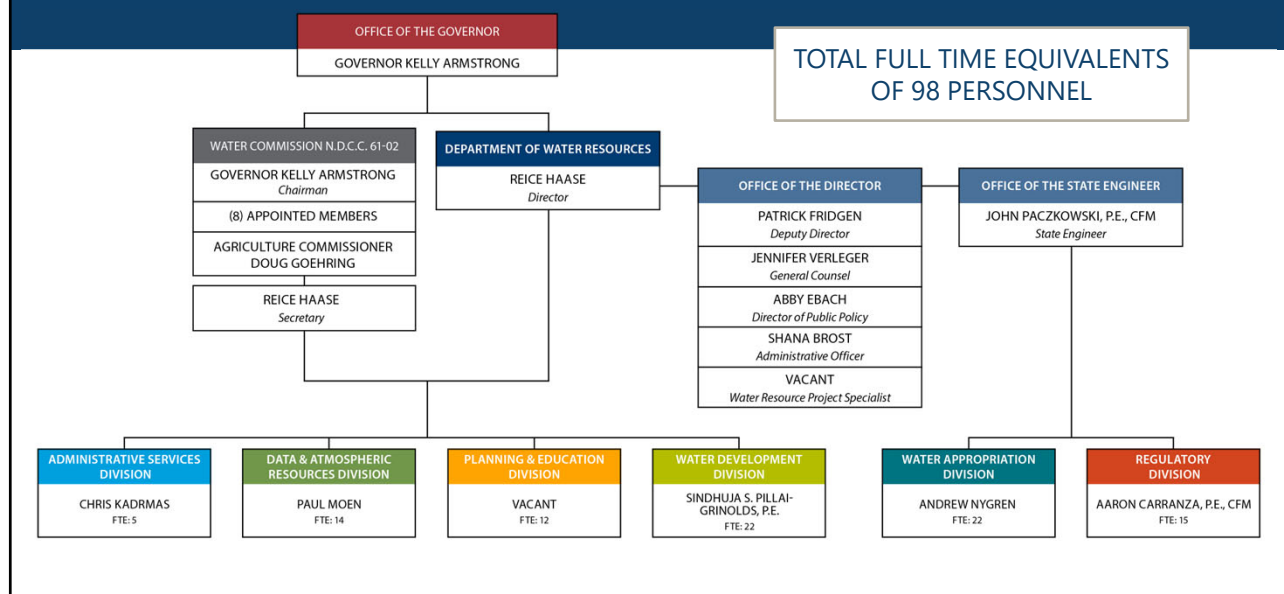 OFFICE OF THE GOVERNOR
GOVERNOR KELLY ARMSTRONG
TOTAL FULL TIME EQUIVALENTS
OF 98 PERSONNEL
WATER COMMISSION N.D.C.C. 61-02
GOVERNOR KELLY ARMSTRONG
Chairman
(8) APPOINTED MEMBERS
AGRICULTURE COMMISSIONER
DOUG GOEHRING
REICE HAASE
Secretary
DEPARTMENT OF WATER RESOURCES
REICE HAASE
Director
OFFICE OF THE DIRECTOR
PATRICK FRIDGEN
Deputy Director
JENNIFER VERLEGER
General Counsel
ABBY EBACH
Director of Public Policy
SHANA BROST
Administrative Officer
VACANT
Water Resource Project Specialist
OFFICE OF THE STATE ENGINEER
JOHN PACZKOWSKI, P.E., CFM
State Engineer
ADMINISTRATIVE SERVICES
DIVISION
CHRIS KADRMAS
FTE: 5
DATA & ATMOSPHERIC
RESOURCES DIVISION
PAUL MOEN
FTE: 14
PLANNING & EDUCATION
DIVISION
VACANT
FTE: 12
WATER DEVELOPMENT
DIVISION
SINDHUJA S. PILLAI-
GRINOLDS, P.E.
FTE: 22
WATER APPROPRIATION
DIVISION
ANDREW NYGREN
FTE: 22
REGULATORY
DIVISION
AARON CARRANZA, P.E., CFM
FTE: 15